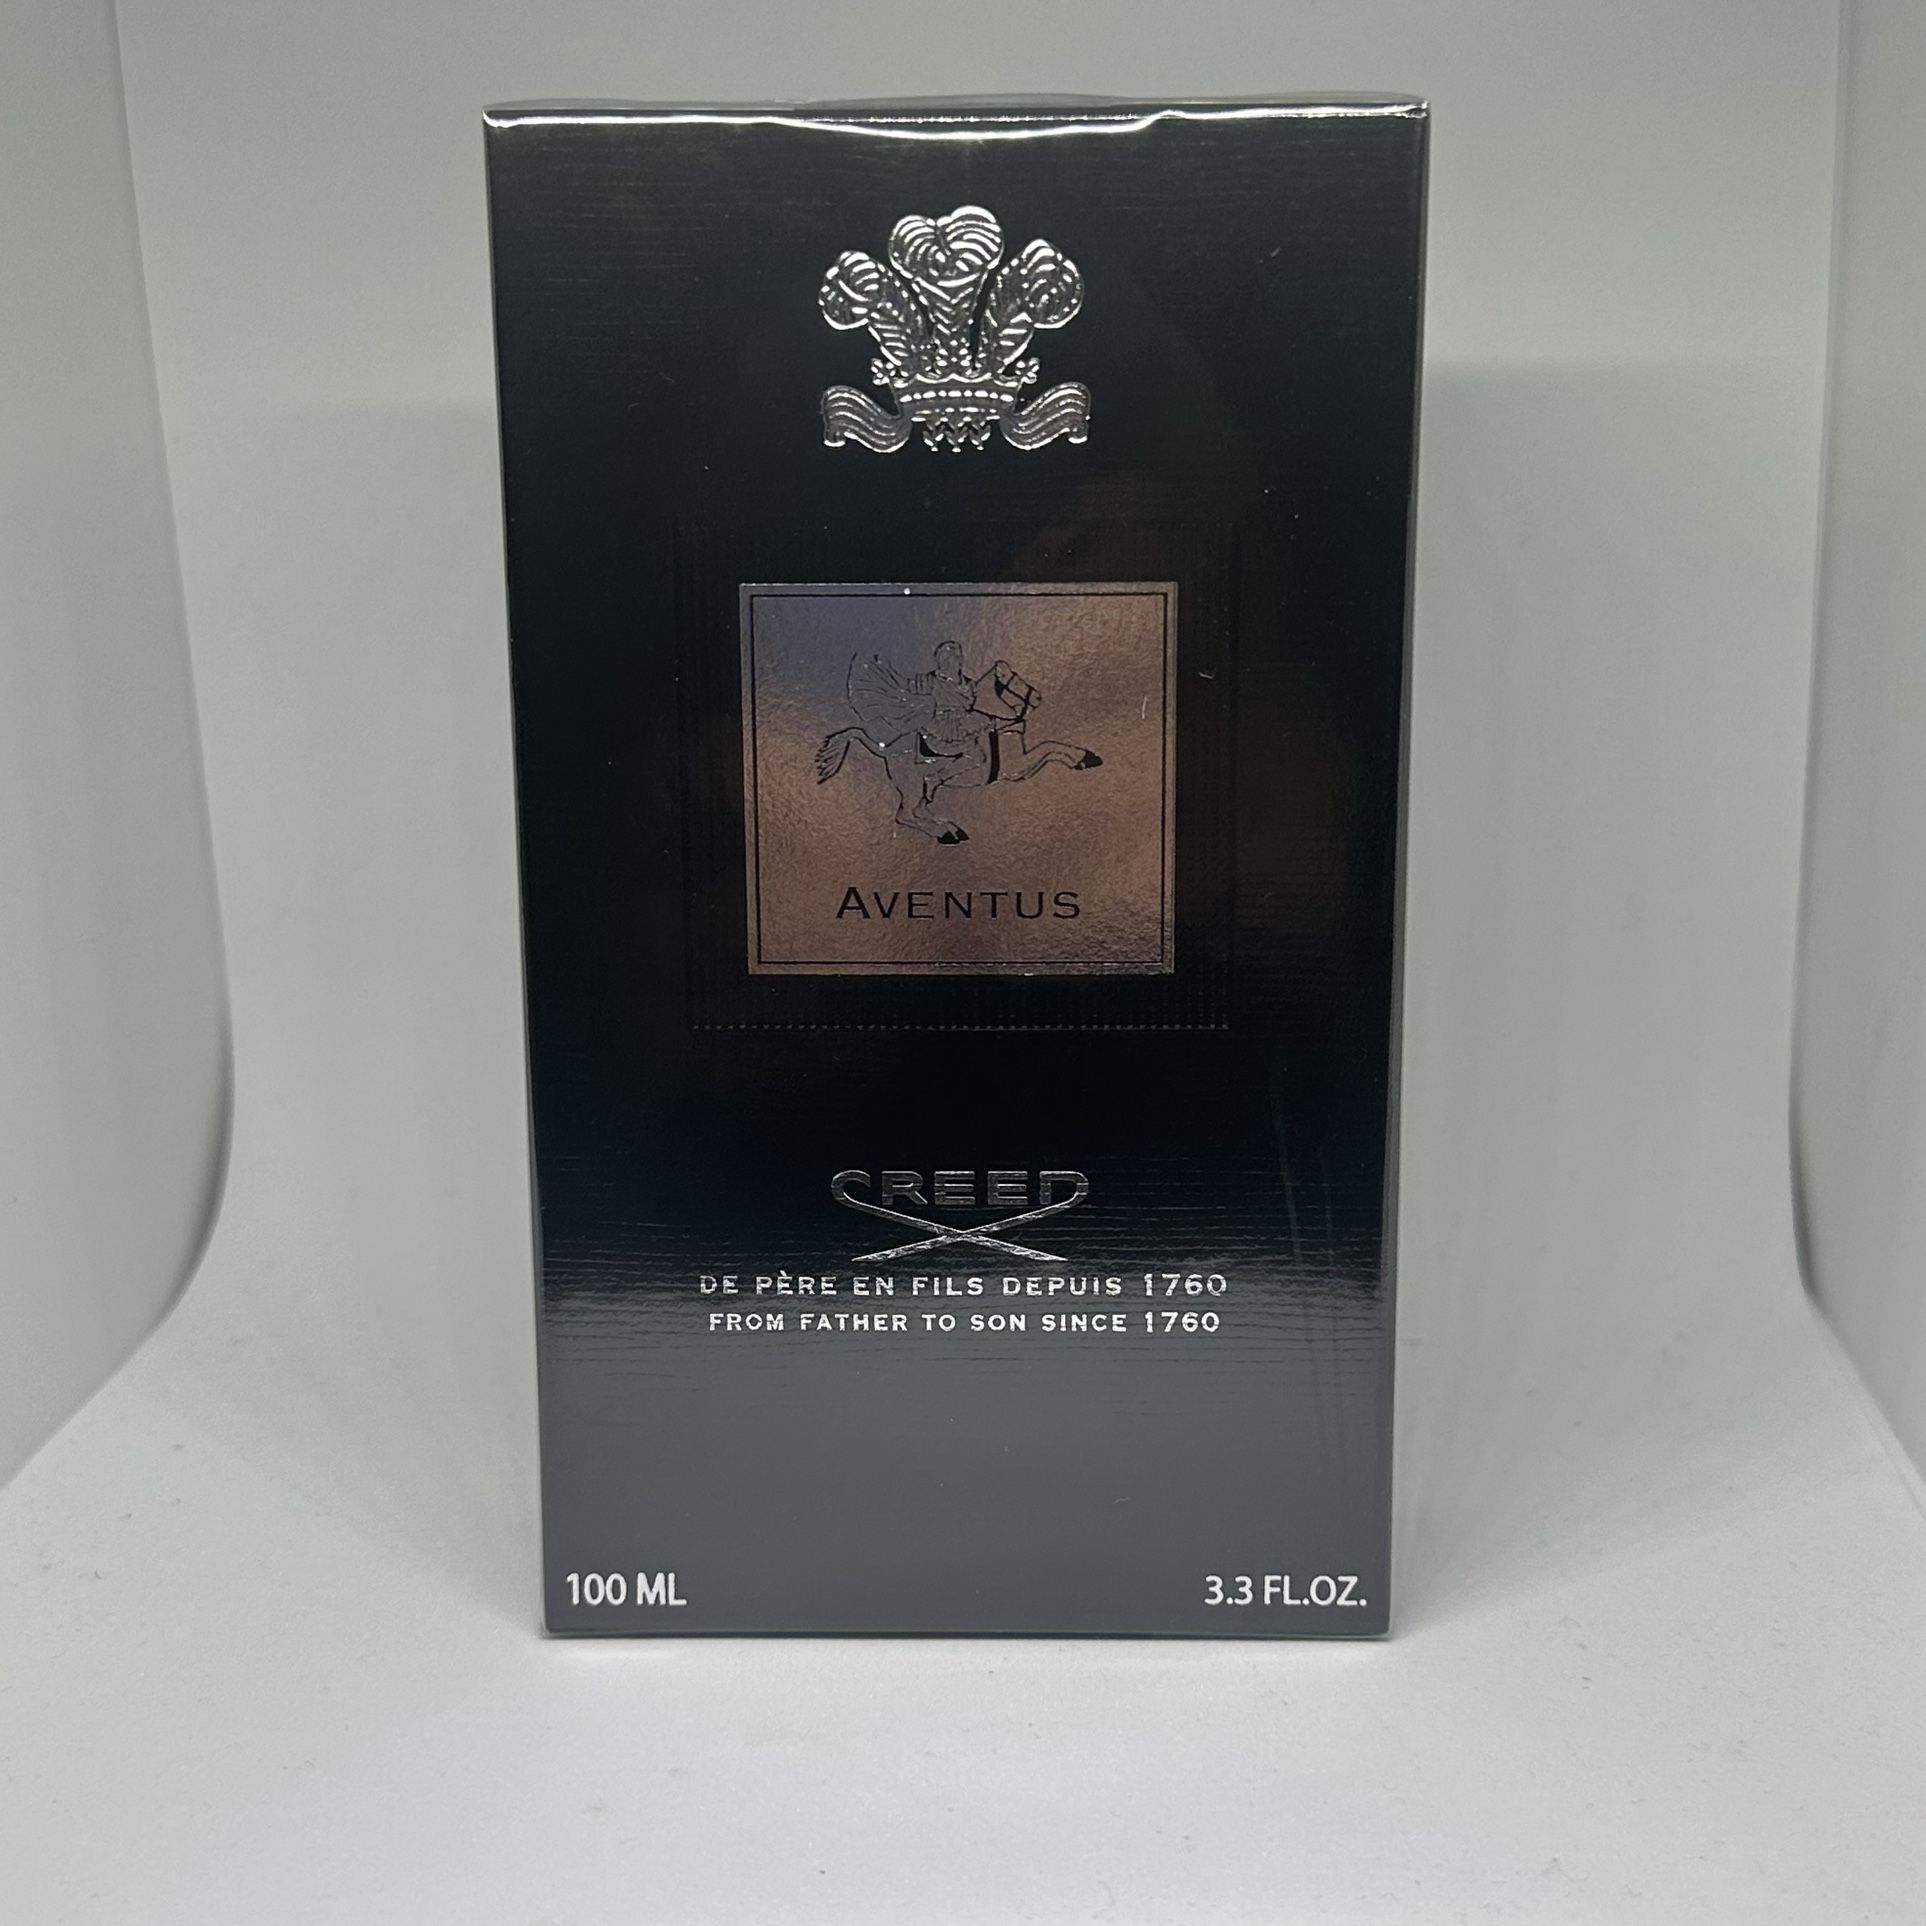 AVENTUS
CREED
DE PÈRE EN FILS DEPUIS 1760
FROM FATHER TO SON SINCE 1760
100 ML
3.3 FL.OZ.